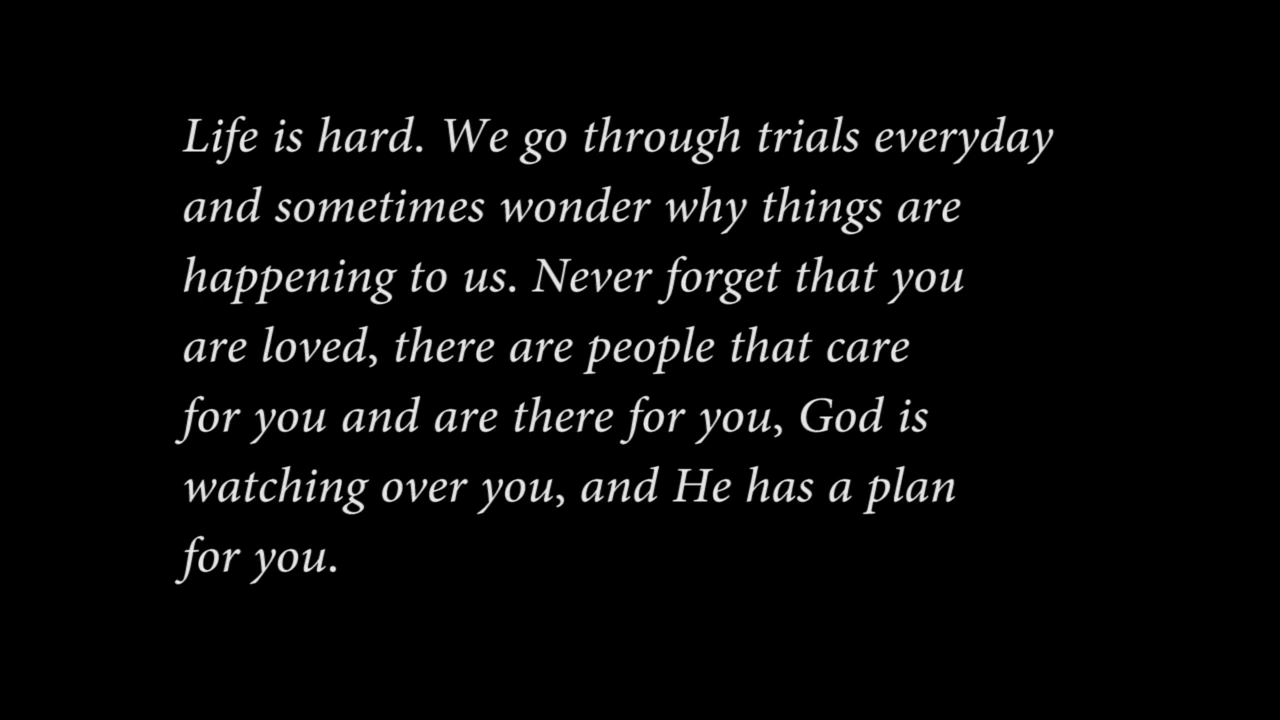 Life is hard. We go through trials everyday
and sometimes wonder why things are
happening to us. Never forget that you
are loved, there are people that care
for you and are there for you, God is
watching over you, and He has a plan
for you.